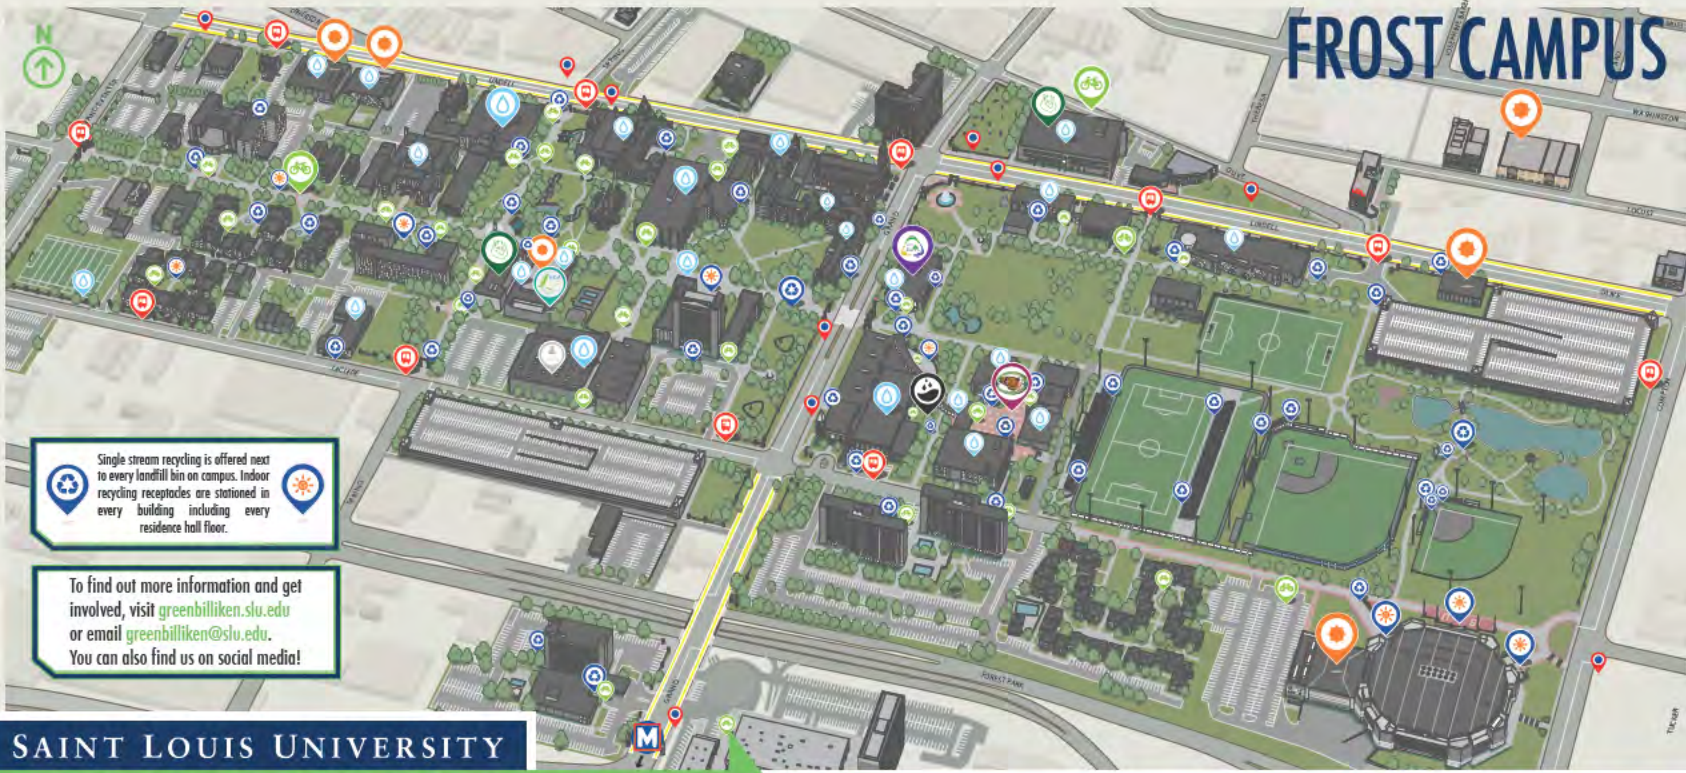 FROST CAMPUS
N
LINDELL
WASHINGTON
OLIVE
LOCUST
GRAND
LINDELL
LACLEDE
COMPTON
Single stream recycling is offered next
to every landfill bin on campus. Indoor
recycling receptacles are stationed in
every building including every
residence hall floor.
To find out more information and get
involved, visit greenbilliken.slu.edu
or email greenbilliken@slu.edu.
You can also find us on social media!
FOREST PARK
GRAND
TUCKER
M
SAINT LOUIS UNIVERSITY